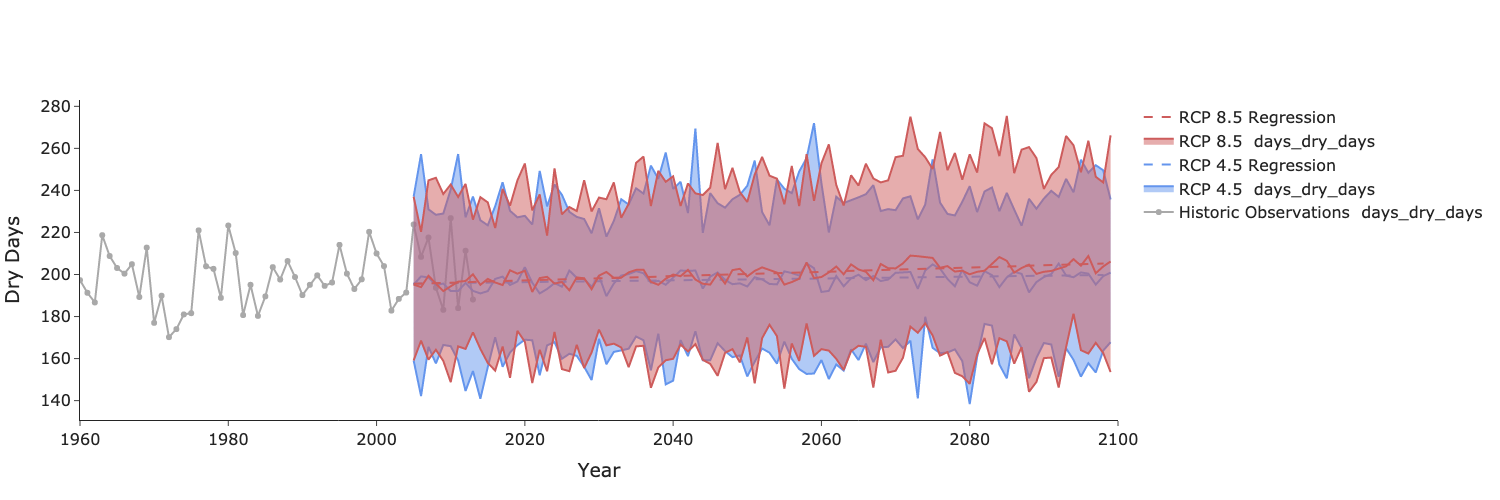 280
260
240
220
200
180
160
140
Dry Days
1960
1980
2000
2020
2040
2060
2080
2100
Year
RCP 8.5 Regression
RCP 8.5  days_dry_days
RCP 4.5 Regression
RCP 4.5  days_dry_days
Historic Observations  days_dry_days